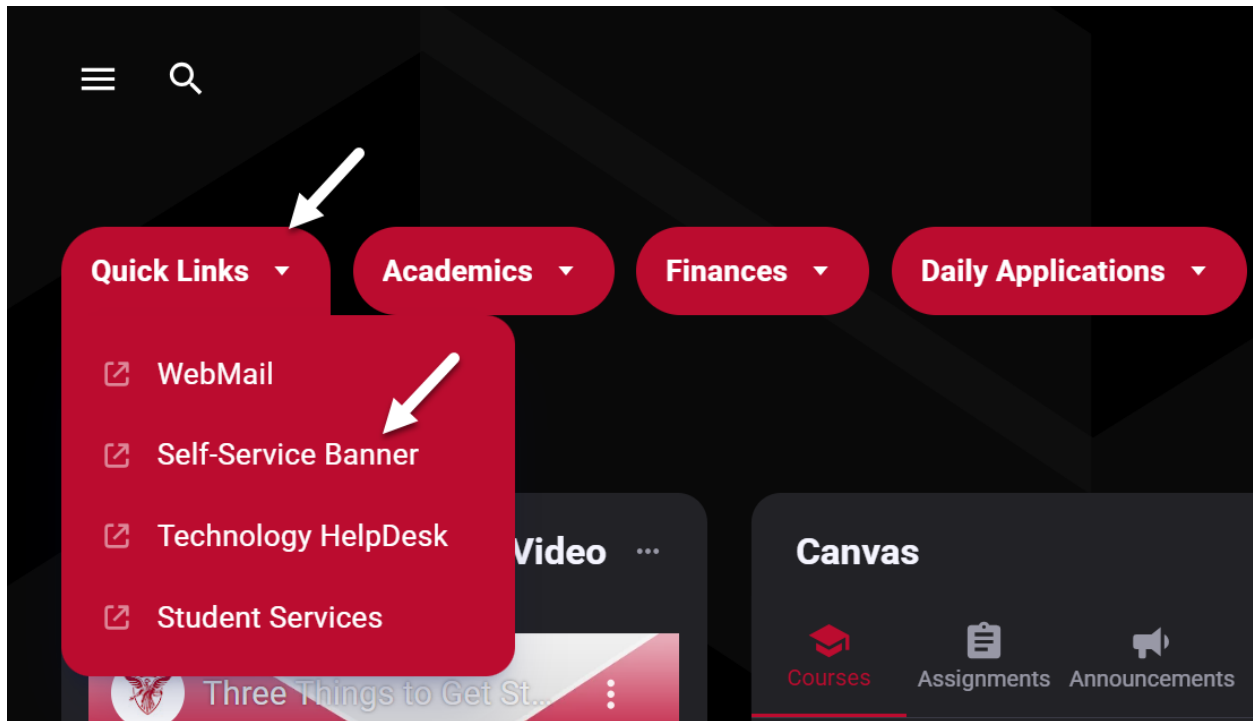 Quick Links
Academics
Finances
Daily Applications
WebMail
Self-Service Banner
Technology HelpDesk
Student Services
Video
Three Things to Get St...
Canvas
Courses
Assignments
Announcements